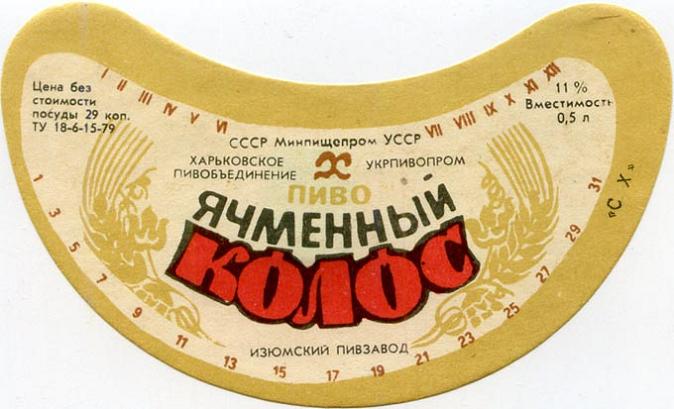 I II III IV V VI VII VIII IX X XI XII
Цена без
стоимости
посуды 29 коп.
ТУ 18-6-15-79
11 %
Вместимость
0,5 л
СССР Минпищепром УССР
ХАРЬКОВСКОЕ
ПИВОБЪЕДИНЕНИЕ
УКРПИВОПРОМ
ПИВО
ЯЧМЕННЫЙ
КОЛОС
ИЗЮМСКИЙ ПИВЗАВОД
1 3 5 7 9 11 13 15 17 19 21 23 25 27 29 31
"С Х"